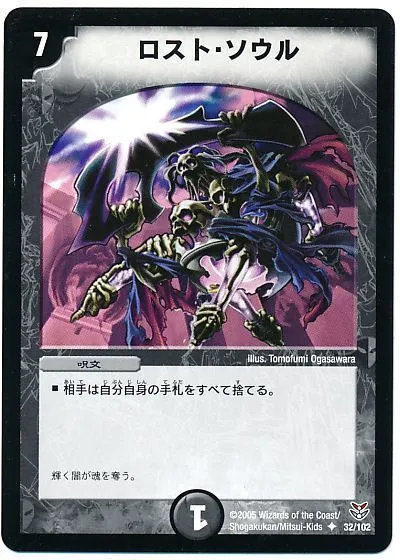 7
ロスト・ソウル
illus. Tomofumi Ogasawara
呪文
■ 相手は自分自身の手札をすべて捨てる。
輝く闇が魂を奪う。
1
©2005 Wizards of the Coast/
Shogakukan/Mitsui-Kids ✦ 32/102